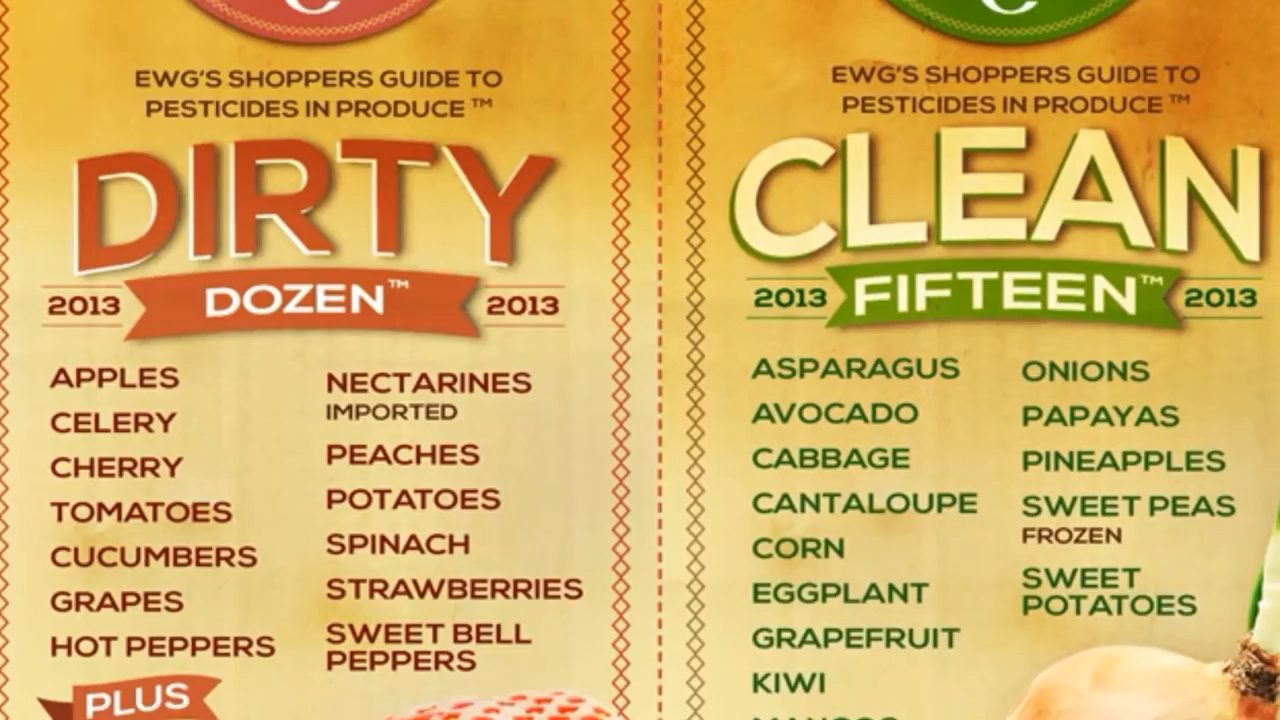 EWG'S SHOPPERS GUIDE TO
PESTICIDES IN PRODUCE ™
DIRTY
DOZEN™
2013
2013
APPLES
CELERY
CHERRY
TOMATOES
CUCUMBERS
GRAPES
HOT PEPPERS
NECTARINES
IMPORTED
PEACHES
POTATOES
SPINACH
STRAWBERRIES
SWEET BELL
PEPPERS
PLUS
EWG'S SHOPPERS GUIDE TO
PESTICIDES IN PRODUCE ™
CLEAN
FIFTEEN™
2013
2013
ASPARAGUS
AVOCADO
CABBAGE
CANTALOUPE
CORN
EGGPLANT
GRAPEFRUIT
KIWI
ONIONS
PAPAYAS
PINEAPPLES
SWEET PEAS
FROZEN
SWEET
POTATOES